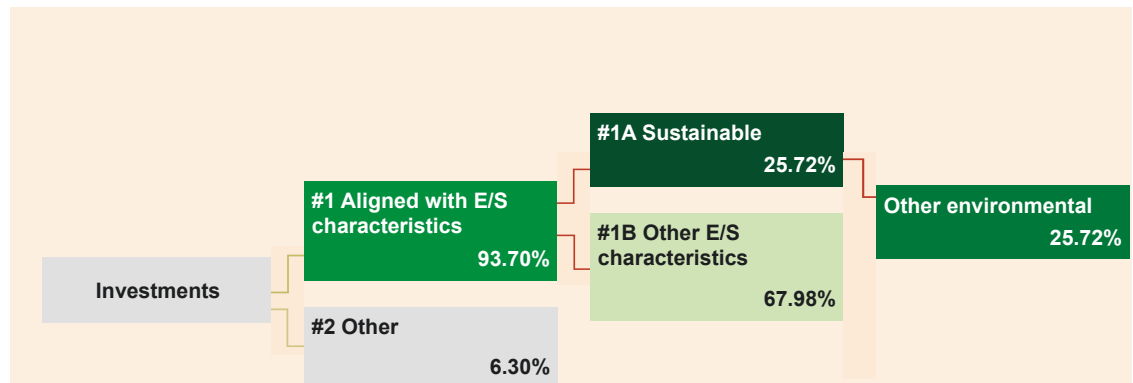 Investments
#1 Aligned with E/S
characteristics
93.70%
#2 Other
6.30%
#1A Sustainable
25.72%
#1B Other E/S
characteristics
67.98%
Other environmental
25.72%